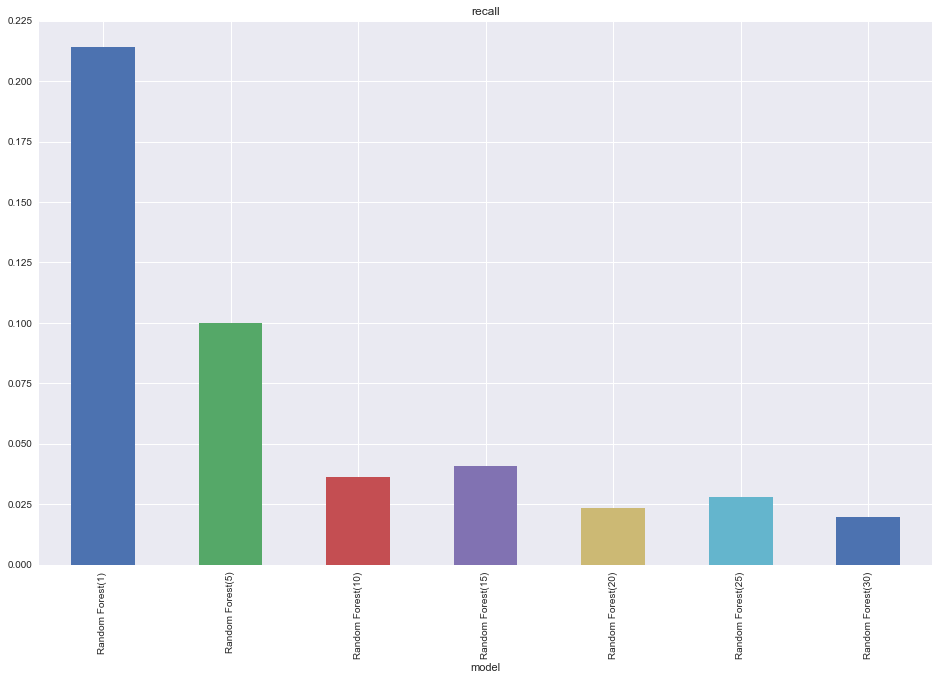 recall
0.225
0.200
0.175
0.150
0.125
0.100
0.075
0.050
0.025
0.000
Random Forest(1)
Random Forest(5)
Random Forest(10)
Random Forest(15)
Random Forest(20)
Random Forest(25)
Random Forest(30)
model